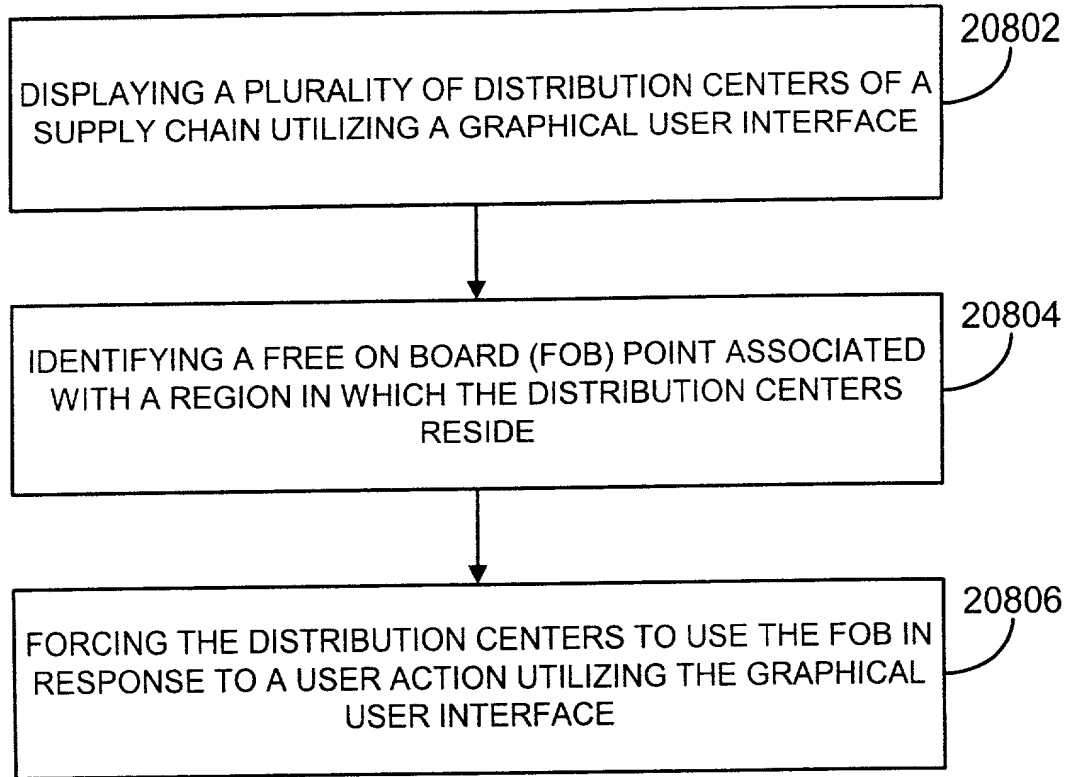 20802
DISPLAYING A PLURALITY OF DISTRIBUTION CENTERS OF A
SUPPLY CHAIN UTILIZING A GRAPHICAL USER INTERFACE
20804
IDENTIFYING A FREE ON BOARD (FOB) POINT ASSOCIATED
WITH A REGION IN WHICH THE DISTRIBUTION CENTERS
RESIDE
20806
FORCING THE DISTRIBUTION CENTERS TO USE THE FOB IN
RESPONSE TO A USER ACTION UTILIZING THE GRAPHICAL
USER INTERFACE